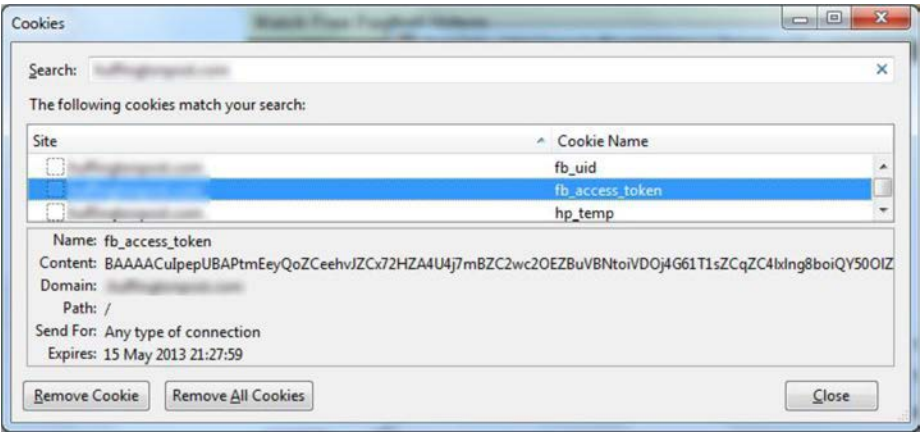 Cookies
Search:
The following cookies match your search:
Site Cookie Name
fb_uid
fb_access_token
hp_temp
Name: fb_access_token
Content: BAAAACuIpepUBAPtmEeyQoZCeehvJZCx72HZA4U4j7mBZC2wc2OEZBuVBNtoiVDOj4G61T1sZCqZC4lxIng8boiQY50OIZ
Domain:
Path: /
Send For: Any type of connection
Expires: 15 May 2013 21:27:59
Remove Cookie Remove All Cookies Close